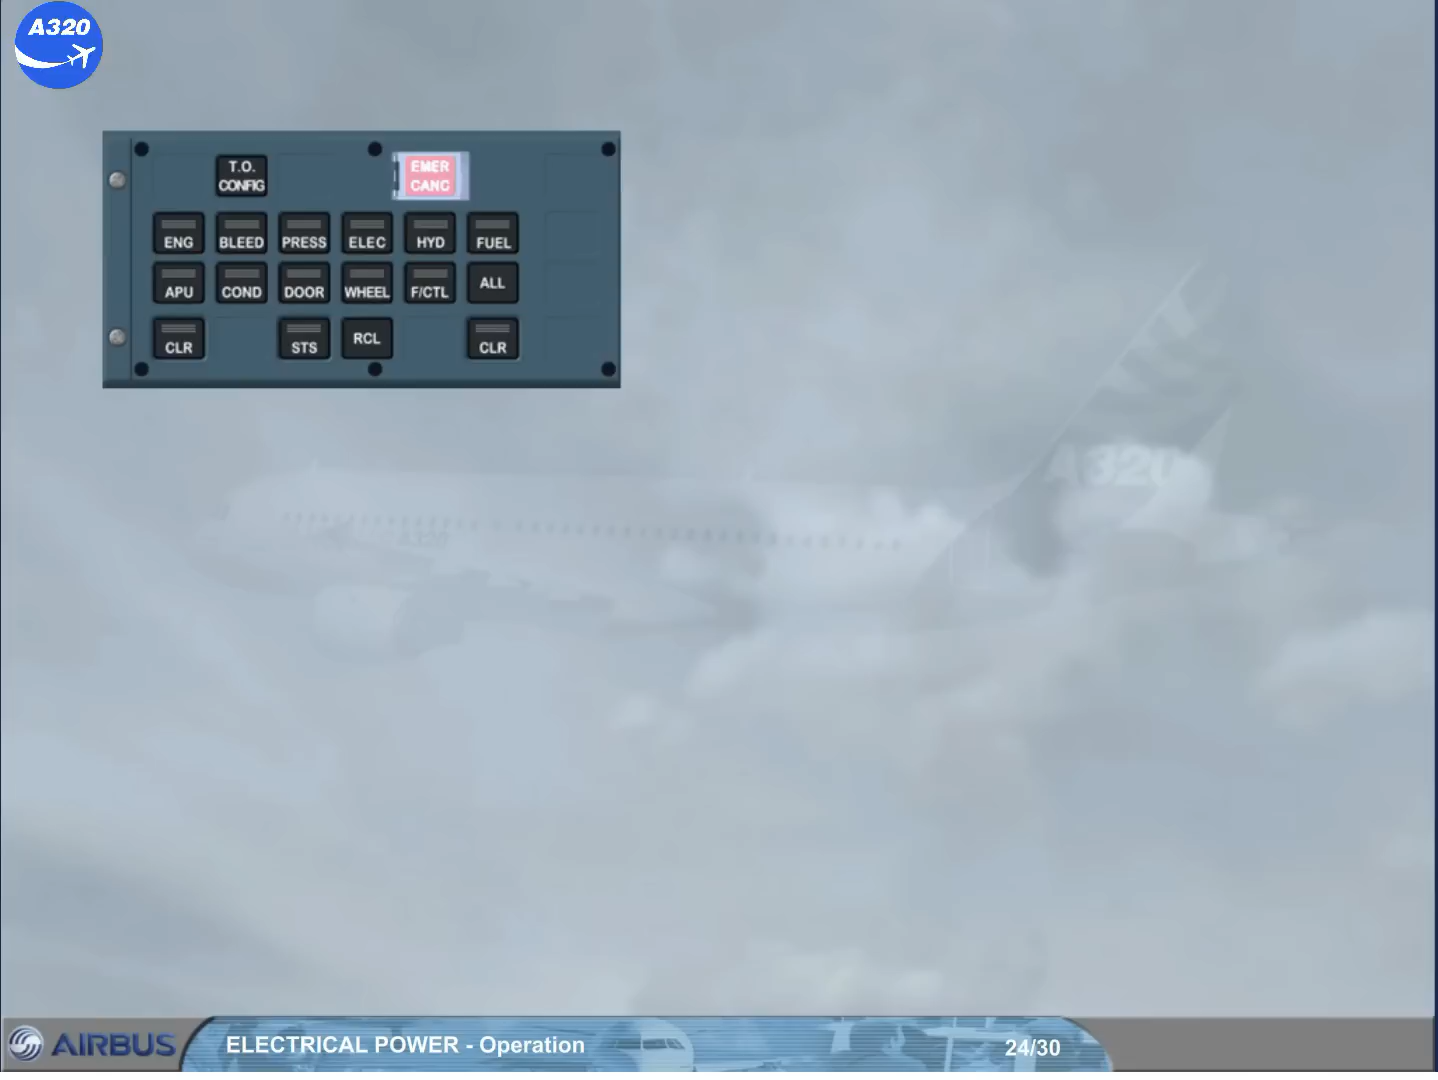 A320
T.O.
CONFIG
EMER
CANC
ENG BLEED PRESS ELEC HYD FUEL
APU COND DOOR WHEEL F/CTL ALL
CLR STS RCL CLR
A320
A320
AIRBUS
ELECTRICAL POWER - Operation
24/30